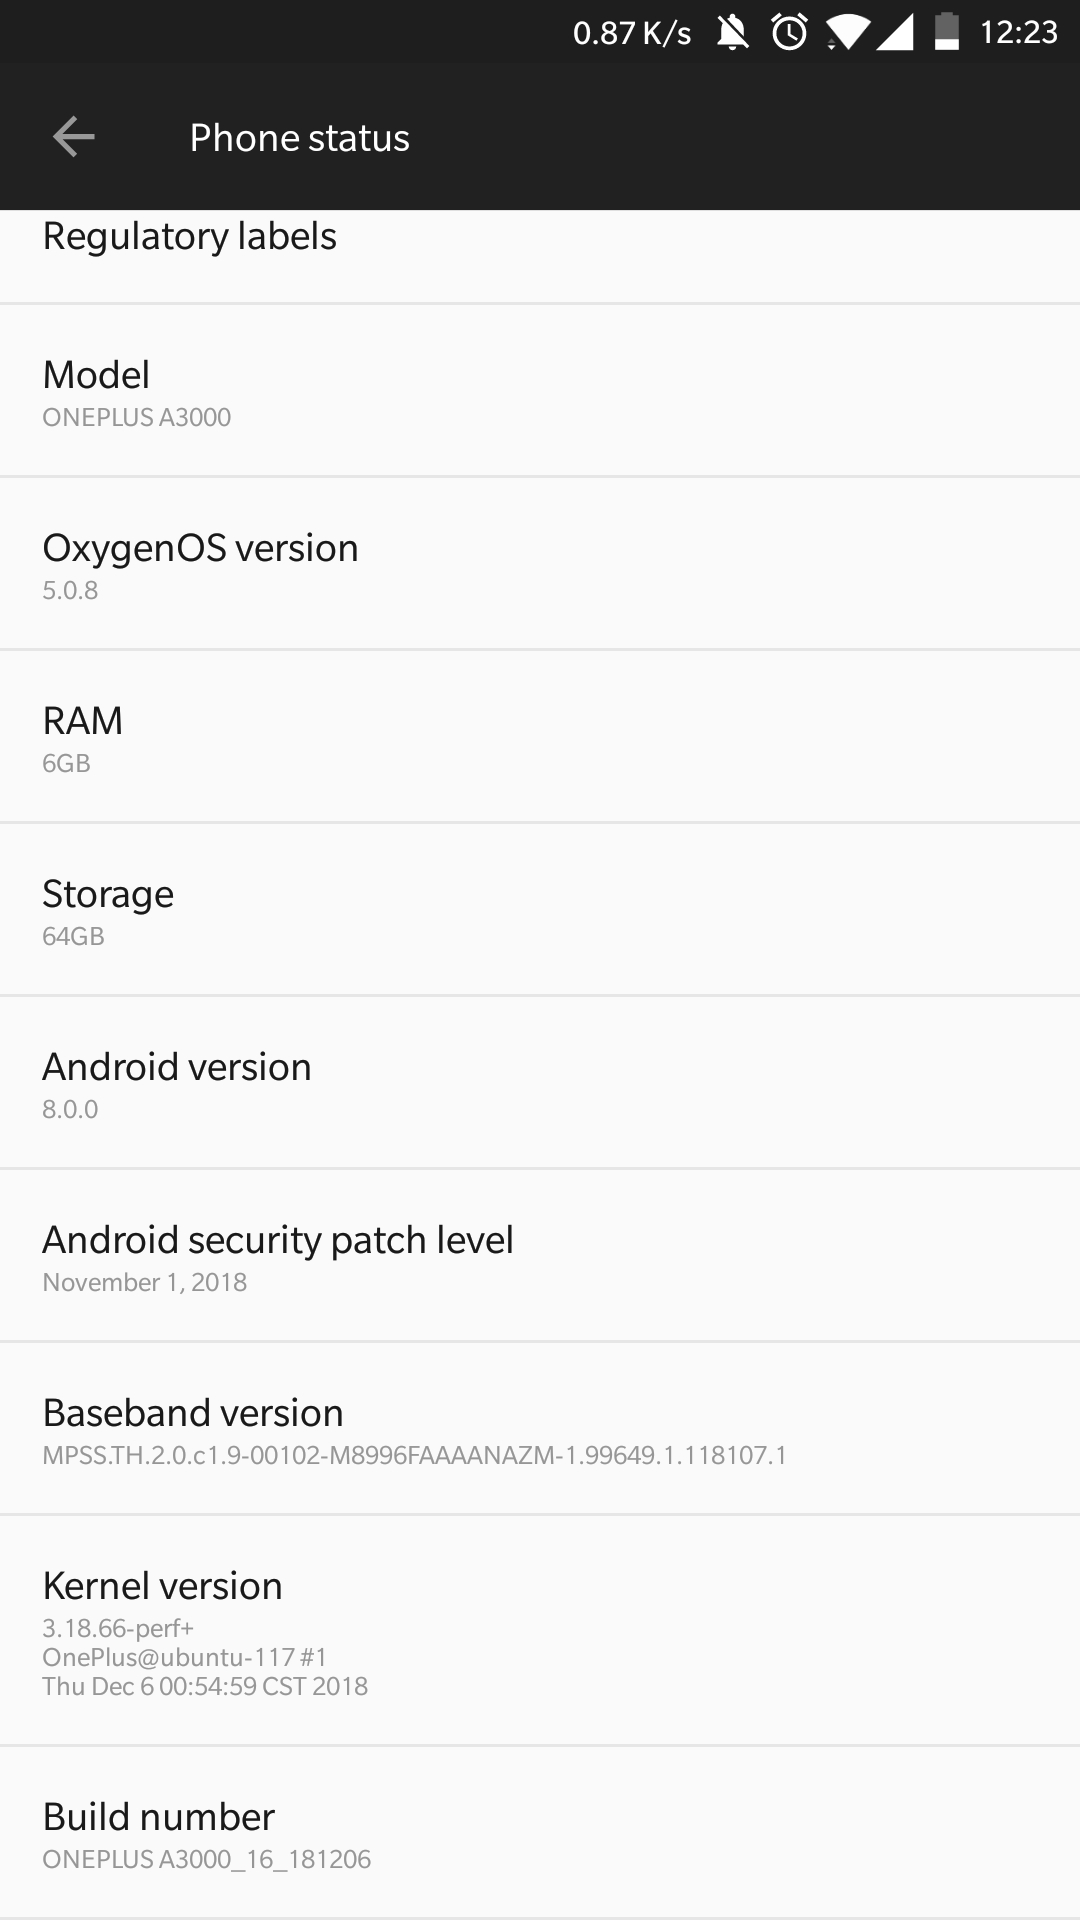 0.87 K/s 12:23
Phone status
Regulatory labels
Model
ONEPLUS A3000
OxygenOS version
5.0.8
RAM
6GB
Storage
64GB
Android version
8.0.0
Android security patch level
November 1, 2018
Baseband version
MPSS.TH.2.0.c1.9-00102-M8996FAAAANAZM-1.99649.1.118107.1
Kernel version
3.18.66-perf+
OnePlus@ubuntu-117 #1
Thu Dec 6 00:54:59 CST 2018
Build number
ONEPLUS A3000_16_181206